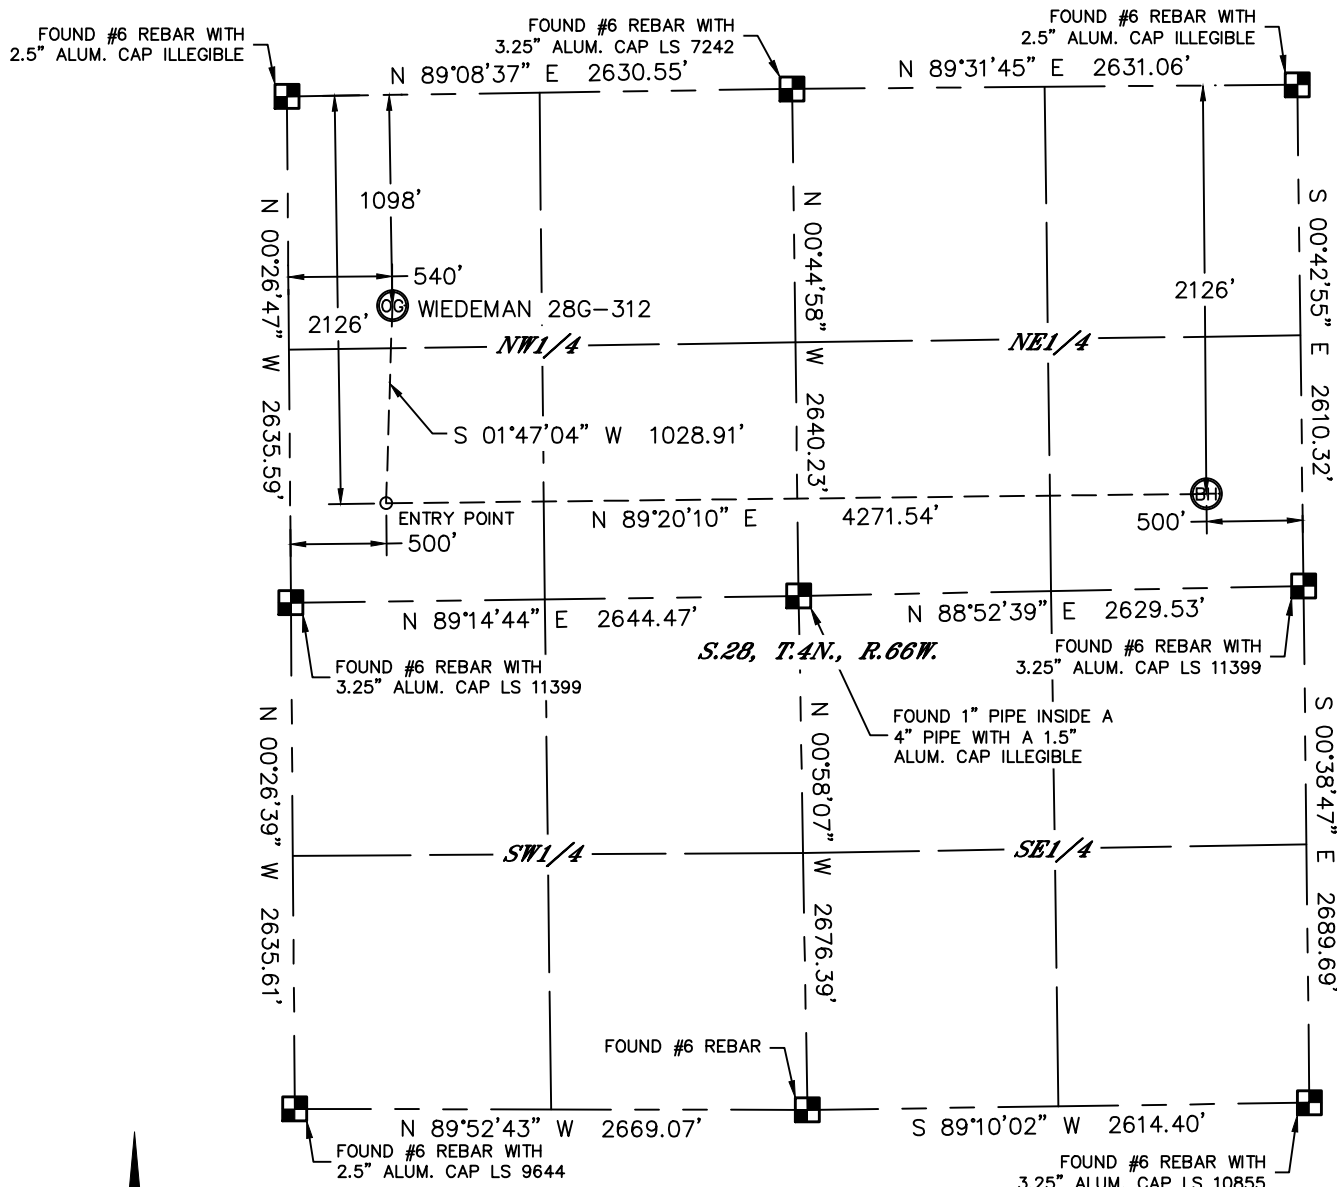 FOUND #6 REBAR WITH
2.5" ALUM. CAP ILLEGIBLE
FOUND #6 REBAR WITH
3.25" ALUM. CAP LS 7242
FOUND #6 REBAR WITH
2.5" ALUM. CAP ILLEGIBLE
N 89°08'37" E 2630.55'
N 89°31'45" E 2631.06'
N 00°26'47" W 2635.59'
1098'
540'
2126'
OG WIEDEMAN 28G-312
NW1/4
N 00°44'58" W 2640.23'
NE1/4
2126'
S 00°42'55" E 2610.32'
S 01°47'04" W 1028.91'
ENTRY POINT
N 89°20'10" E 4271.54'
BH
500'
500'
N 89°14'44" E 2644.47'
N 88°52'39" E 2629.53'
S.28, T.4N., R.66W.
FOUND #6 REBAR WITH
3.25" ALUM. CAP LS 11399
FOUND #6 REBAR WITH
3.25" ALUM. CAP LS 11399
FOUND 1" PIPE INSIDE A
4" PIPE WITH A 1.5"
ALUM. CAP ILLEGIBLE
N 00°26'39" W 2635.61'
N 00°58'07" W 2676.39'
S 00°38'47" E 2689.69'
SW1/4
SE1/4
FOUND #6 REBAR
N 89°52'43" W 2669.07'
S 89°10'02" W 2614.40'
FOUND #6 REBAR WITH
2.5" ALUM. CAP LS 9644
FOUND #6 REBAR WITH
3.25" ALUM. CAP LS 10855